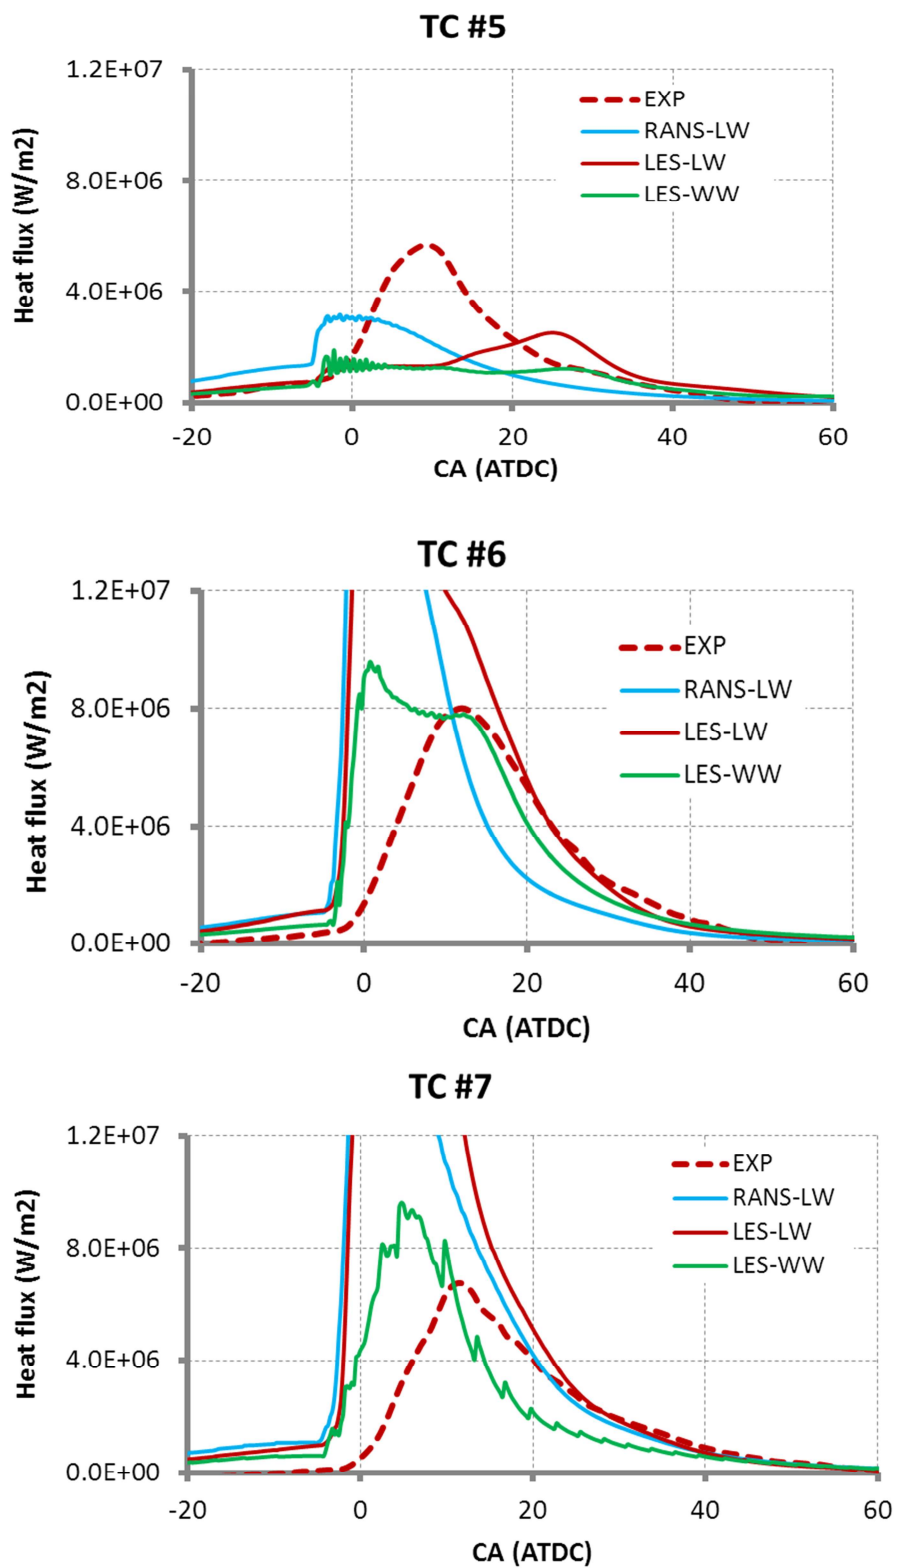 TC #5
1.2E+07
8.0E+06
4.0E+06
0.0E+00
Heat flux (W/m2)
EXP
RANS-LW
LES-LW
LES-WW
-20 0 20 40 60
CA (ATDC)
TC #6
1.2E+07
8.0E+06
4.0E+06
0.0E+00
Heat flux (W/m2)
EXP
RANS-LW
LES-LW
LES-WW
-20 0 20 40 60
CA (ATDC)
TC #7
1.2E+07
8.0E+06
4.0E+06
0.0E+00
Heat flux (W/m2)
EXP
RANS-LW
LES-LW
LES-WW
-20 0 20 40 60
CA (ATDC)